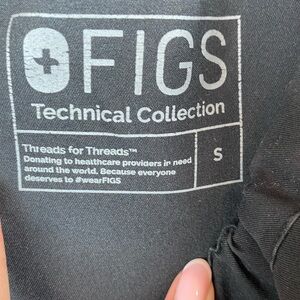 FIGS
Technical Collection
Threads for Threads™
Donating to healthcare providers in need
around the world. Because everyone
deserves to #wearFIGS
S